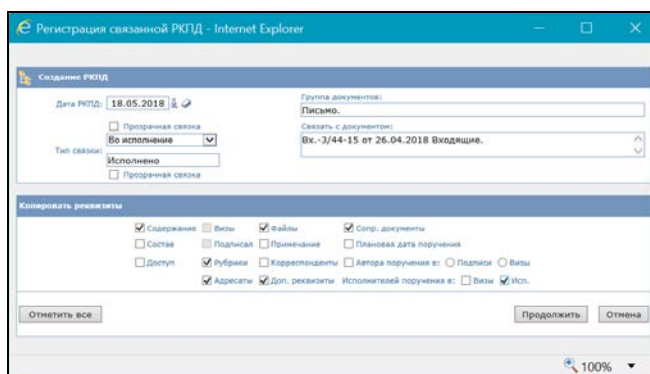 Регистрация связанной РКПД - Internet Explorer
Создание РКПД
Дата РКПД: 18.05.2018
Группа документов:
Письмо.
Прозрачная связка
Связать с документом:
Во исполнение
Вх.-3/44-15 от 26.04.2018 Входящие.
Тип связки:
Исполнено
Прозрачная связка
Копировать реквизиты
Содержание Визы Файлы Сопр. документы
Состав Подписал Примечание Плановая дата поручения
Доступ Рубрики Корреспонденты Автора поручения в: Подписи Визы
Адресаты Доп. реквизиты Исполнителей поручения в: Визы Исп.
Отметить все Продолжить Отмена
100%